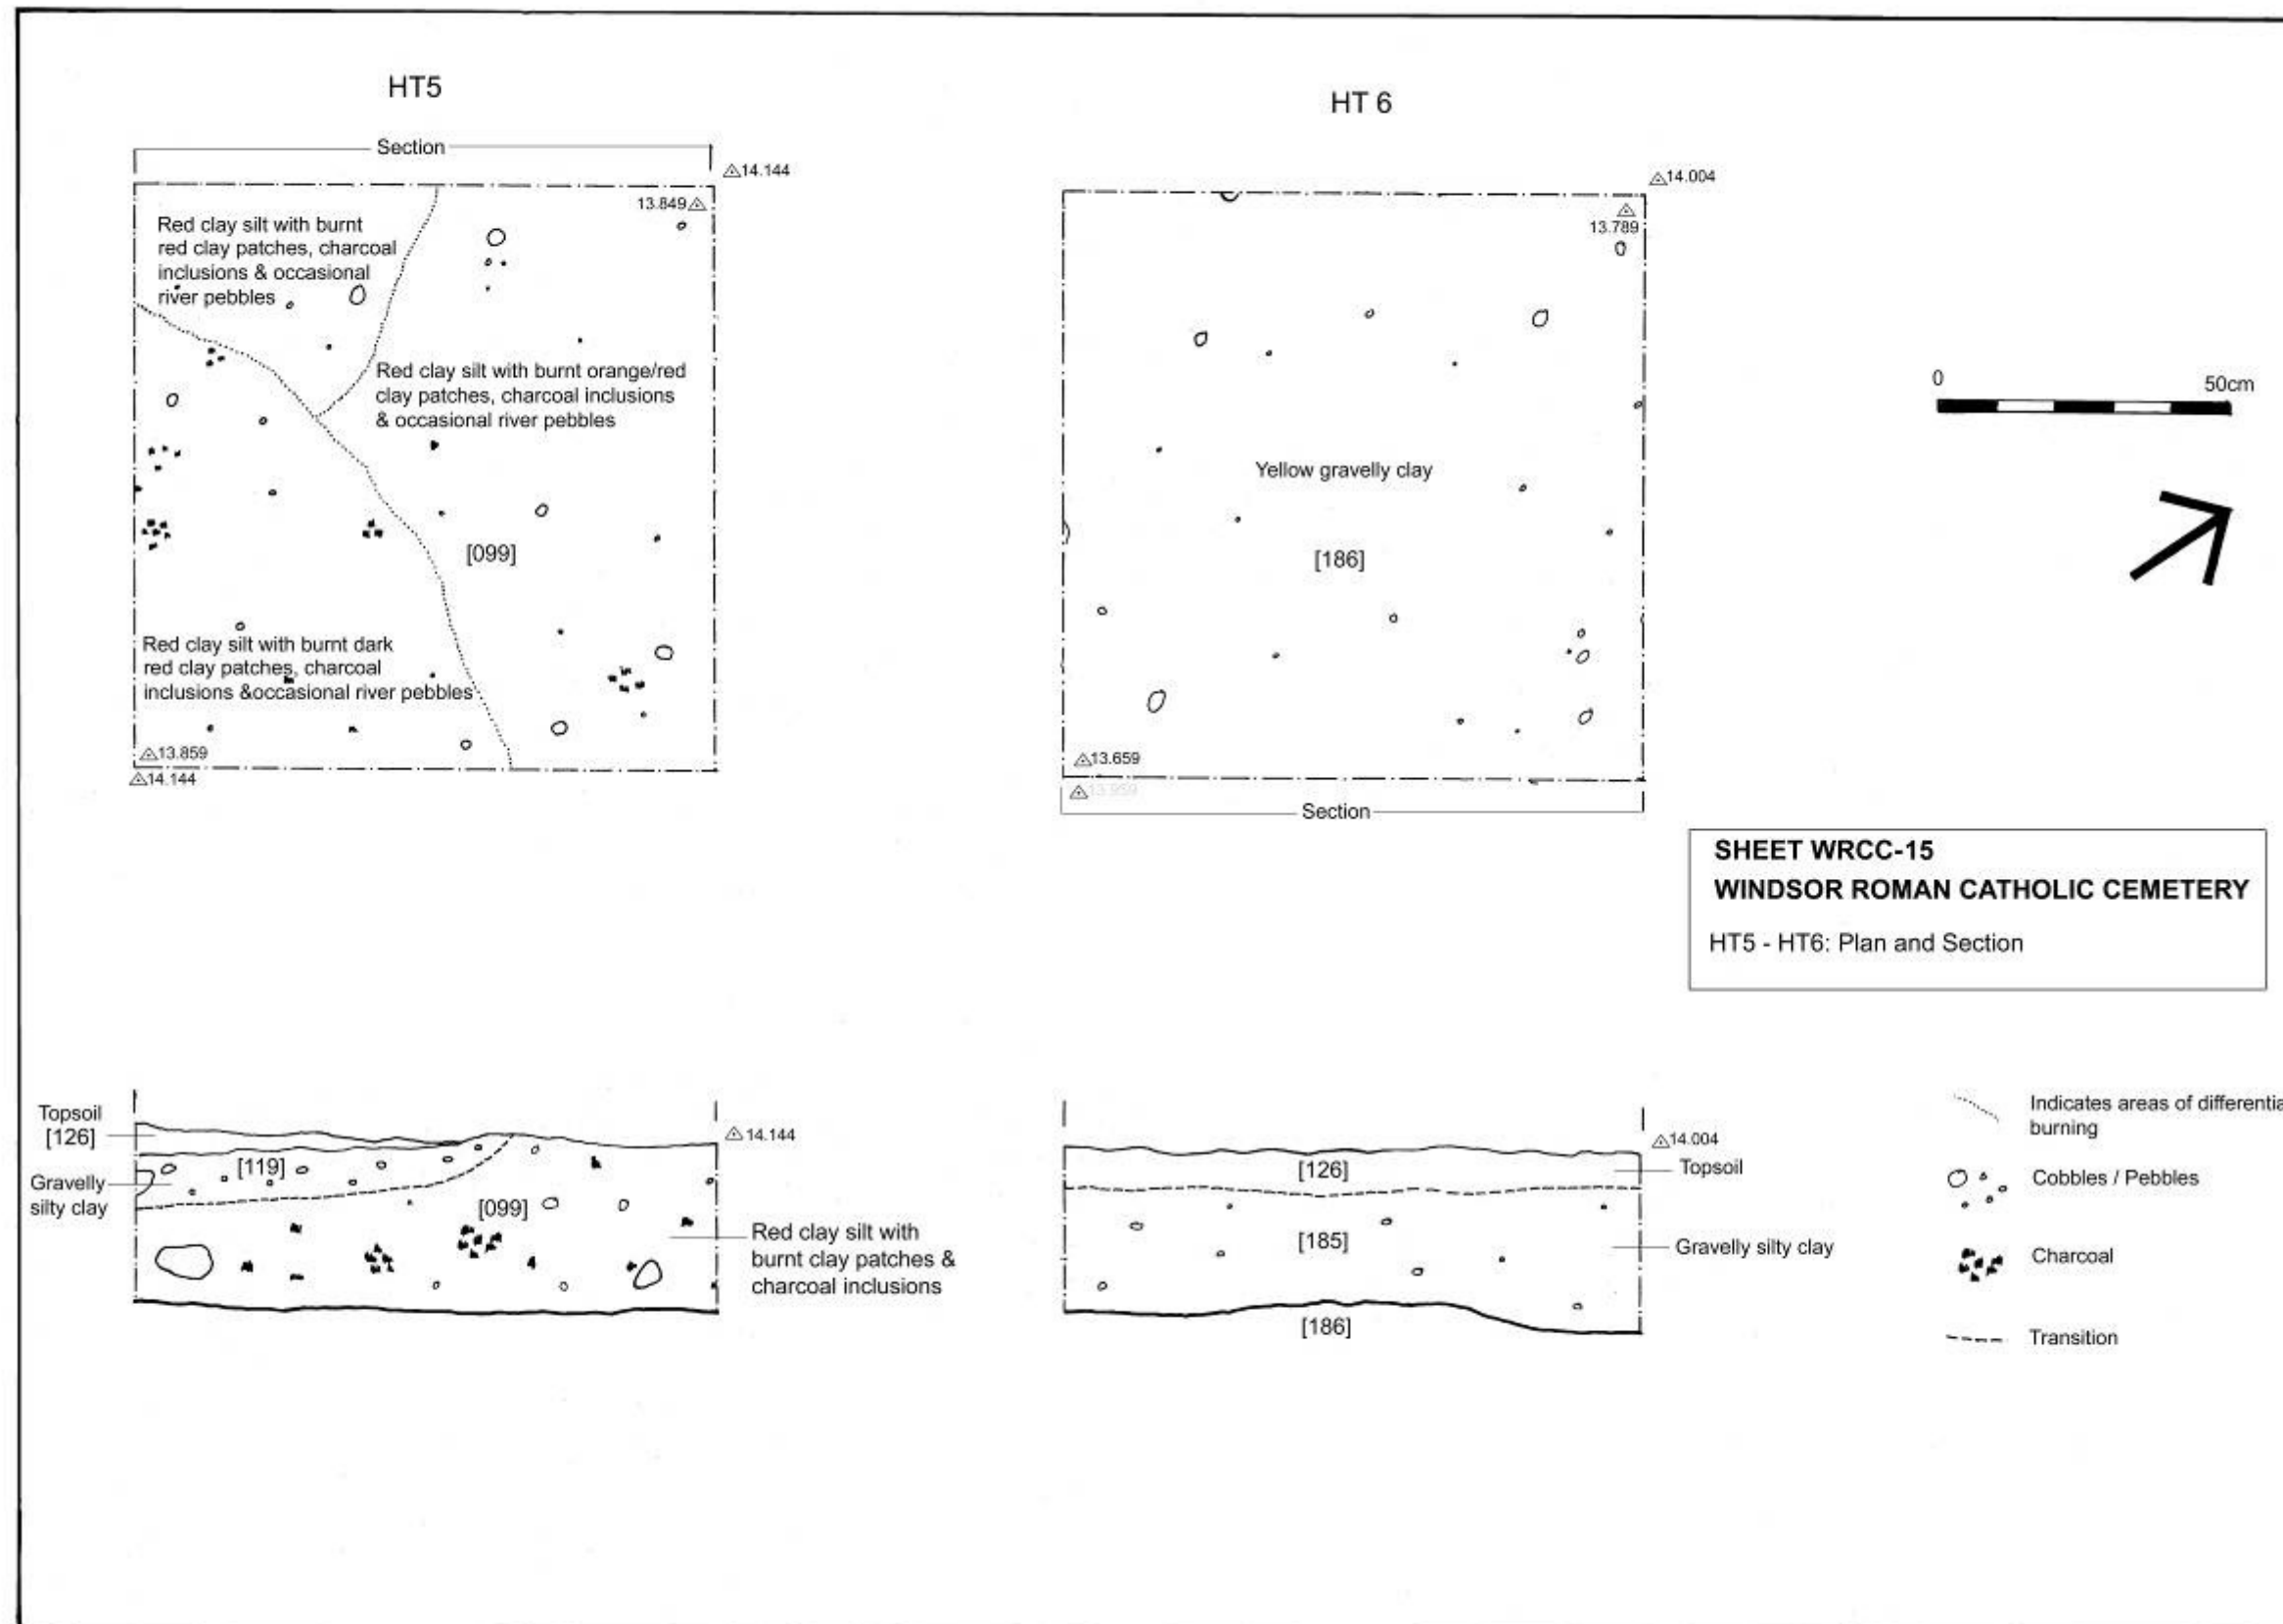 HT5
Section
14.144
13.849
Red clay silt with burnt
red clay patches, charcoal
inclusions & occasional
river pebbles
Red clay silt with burnt orange/red
clay patches, charcoal inclusions
& occasional river pebbles
[099]
Red clay silt with burnt dark
red clay patches, charcoal
inclusions &occasional river pebbles
13.859
14.144
HT 6
14.004
13.789
Yellow gravelly clay
[186]
13.659
13.959
Section
0 50cm
SHEET WRCC-15
WINDSOR ROMAN CATHOLIC CEMETERY
HT5 - HT6: Plan and Section
Topsoil
[126]
[119]
Gravelly
silty clay
[099]
14.144
Red clay silt with
burnt clay patches &
charcoal inclusions
14.004
[126]
Topsoil
[185]
Gravelly silty clay
[186]
Indicates areas of differentia
burning
Cobbles / Pebbles
Charcoal
Transition